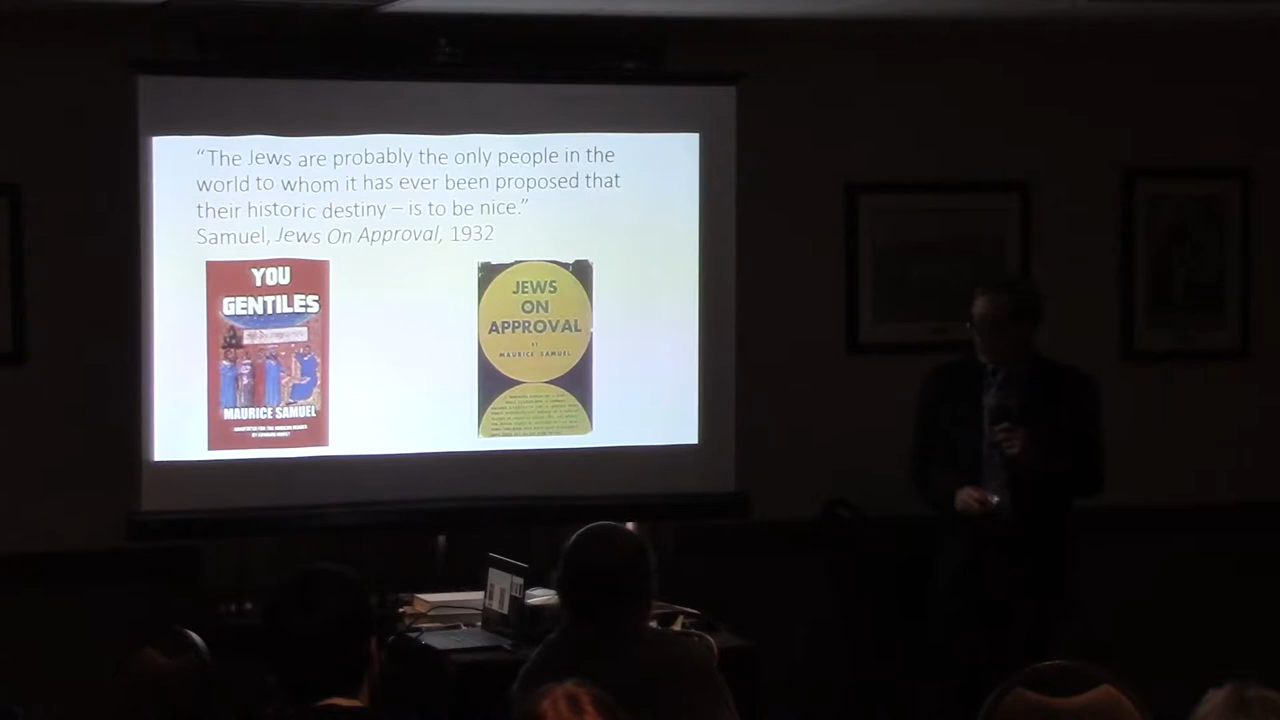 “The Jews are probably the only people in the
world to whom it has ever been proposed that
their historic destiny – is to be nice.”
Samuel, Jews On Approval, 1932
YOU
GENTILES
MAURICE SAMUEL
JEWS
ON
APPROVAL
BY
MAURICE SAMUEL